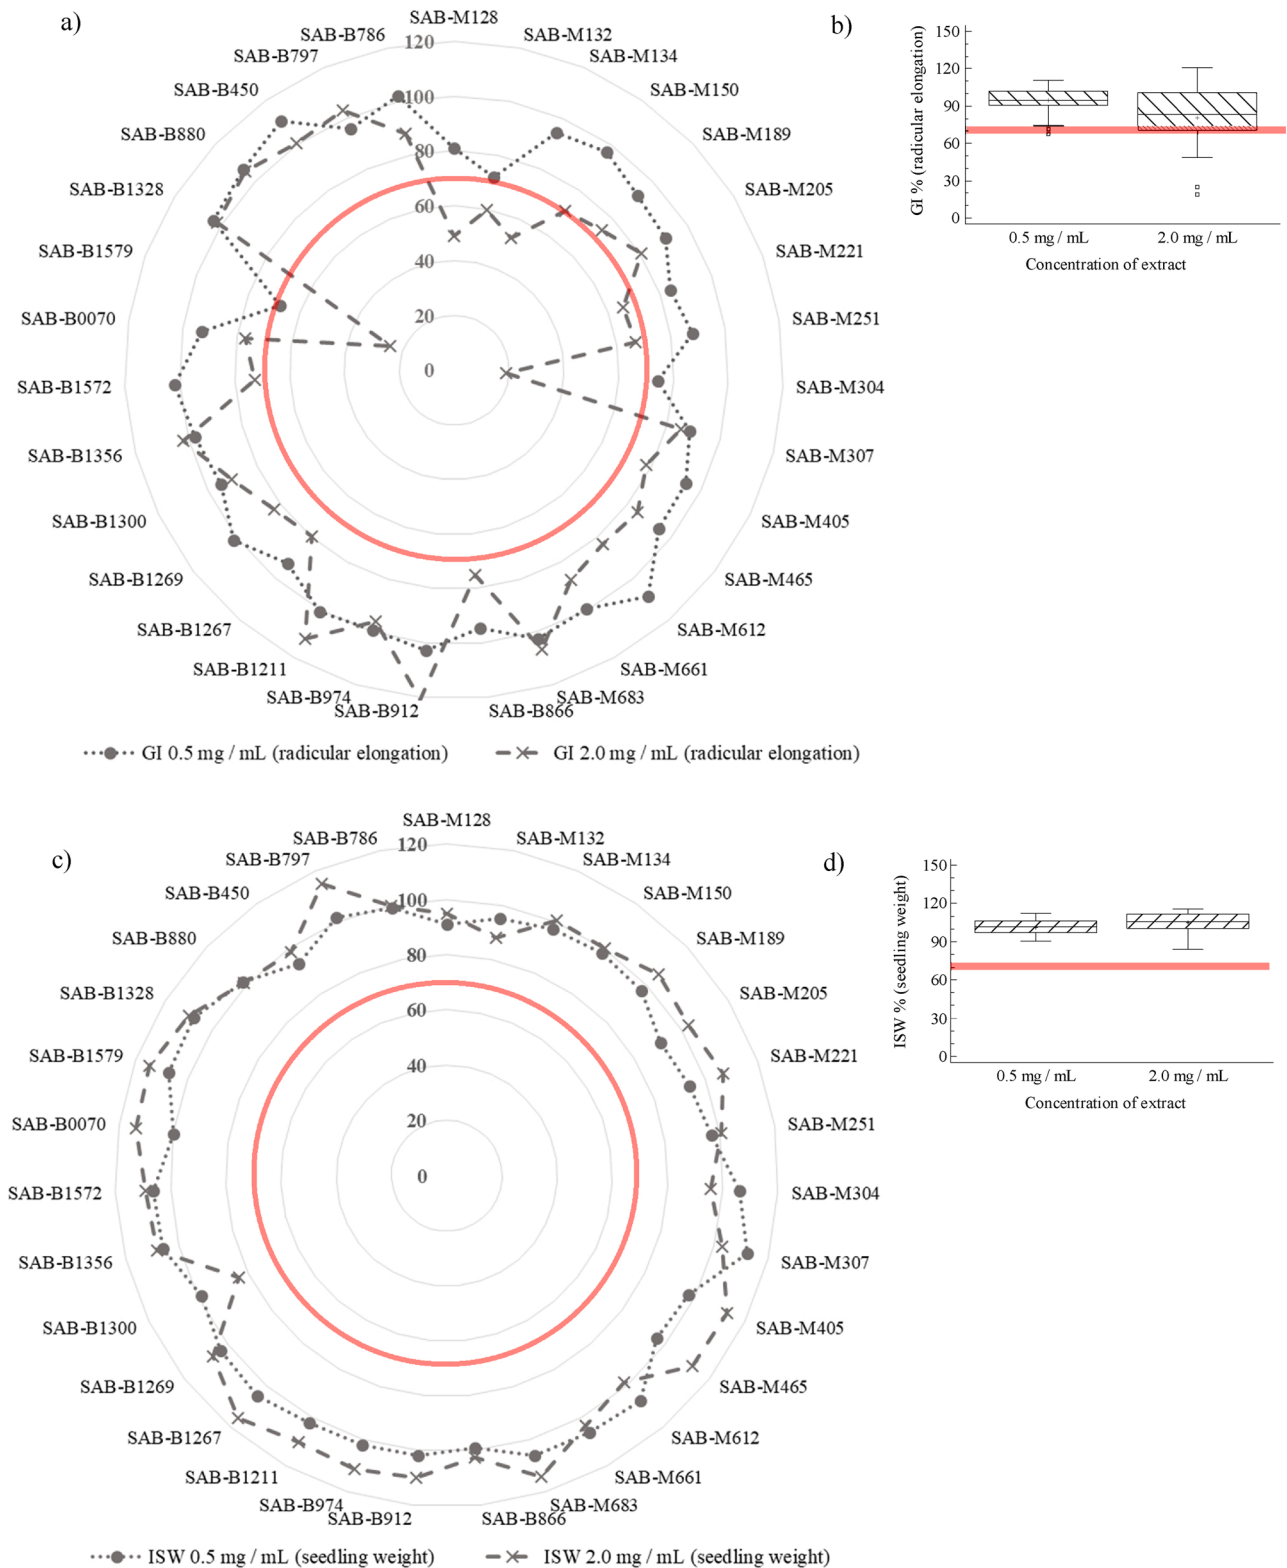 a)
SAB-M128
SAB-M132
SAB-M134
SAB-M150
SAB-M189
SAB-M205
SAB-M221
SAB-M251
SAB-M304
SAB-M307
SAB-M405
SAB-M465
SAB-M612
SAB-M661
SAB-M683
SAB-B866
SAB-B912
SAB-B974
SAB-B1211
SAB-B1267
SAB-B1269
SAB-B1300
SAB-B1356
SAB-B1572
SAB-B0070
SAB-B1579
SAB-B1328
SAB-B880
SAB-B450
SAB-B797
SAB-B786
120
100
80
60
40
20
0
GI 0.5 mg / mL (radicular elongation)
GI 2.0 mg / mL (radicular elongation)
b)
GI % (radicular elongation)
150
120
90
60
30
0
0.5 mg / mL
2.0 mg / mL
Concentration of extract
c)
SAB-M128
SAB-M132
SAB-M134
SAB-M150
SAB-M189
SAB-M205
SAB-M221
SAB-M251
SAB-M304
SAB-M307
SAB-M405
SAB-M465
SAB-M612
SAB-M661
SAB-M683
SAB-B866
SAB-B912
SAB-B974
SAB-B1211
SAB-B1267
SAB-B1269
SAB-B1300
SAB-B1356
SAB-B1572
SAB-B0070
SAB-B1579
SAB-B1328
SAB-B880
SAB-B450
SAB-B797
SAB-B786
120
100
80
60
40
20
0
ISW 0.5 mg / mL (seedling weight)
ISW 2.0 mg / mL (seedling weight)
d)
ISW % (seedling weight)
150
120
90
60
30
0
0.5 mg / mL
2.0 mg / mL
Concentration of extract